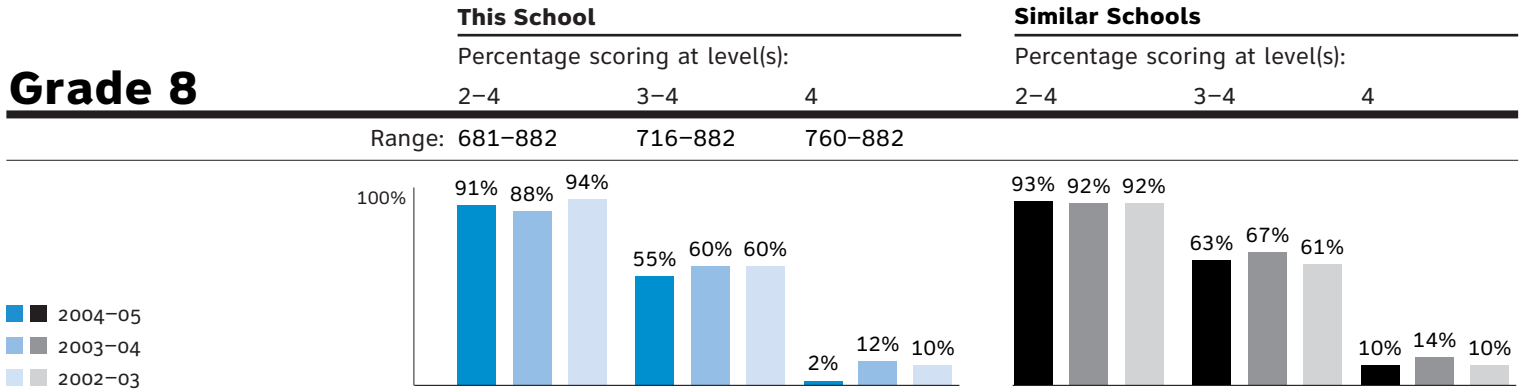 This School Similar Schools
Percentage scoring at level(s): Percentage scoring at level(s):
Grade 8 2–4 3–4 4 2–4 3–4 4
Range: 681–882 716–882 760–882
100% 91% 88% 94% 55% 60% 60% 2% 12% 10% 93% 92% 92% 63% 67% 61% 10% 14% 10%
2004–05
2003–04
2002–03